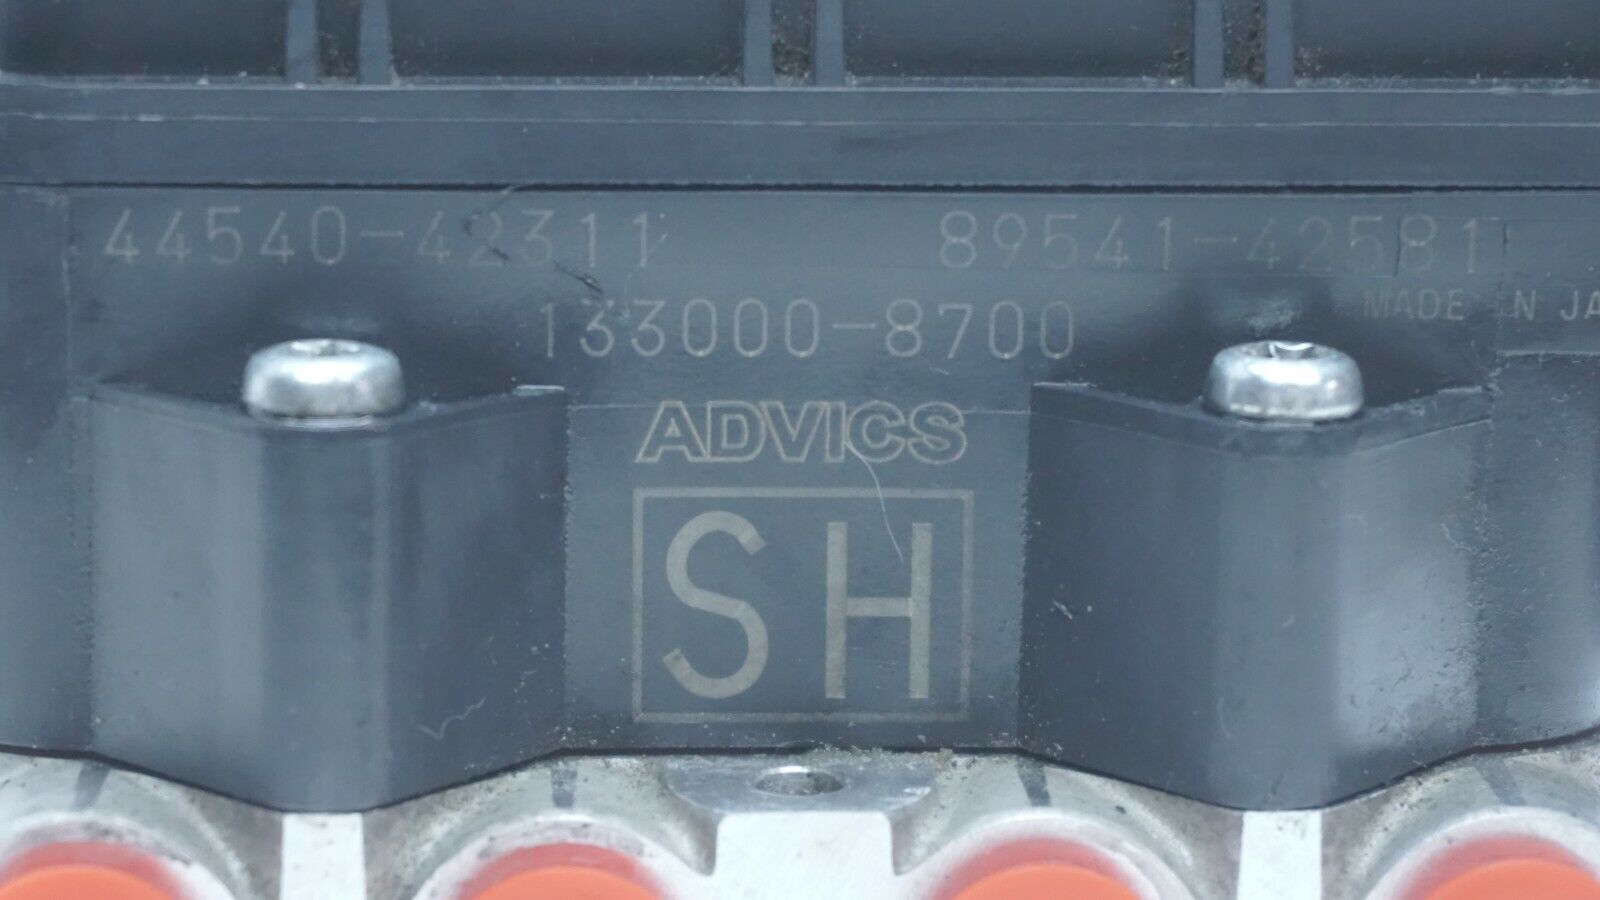 44540-42311 89541-42581
133000-8700 MADE IN JA
ADVICS
SH